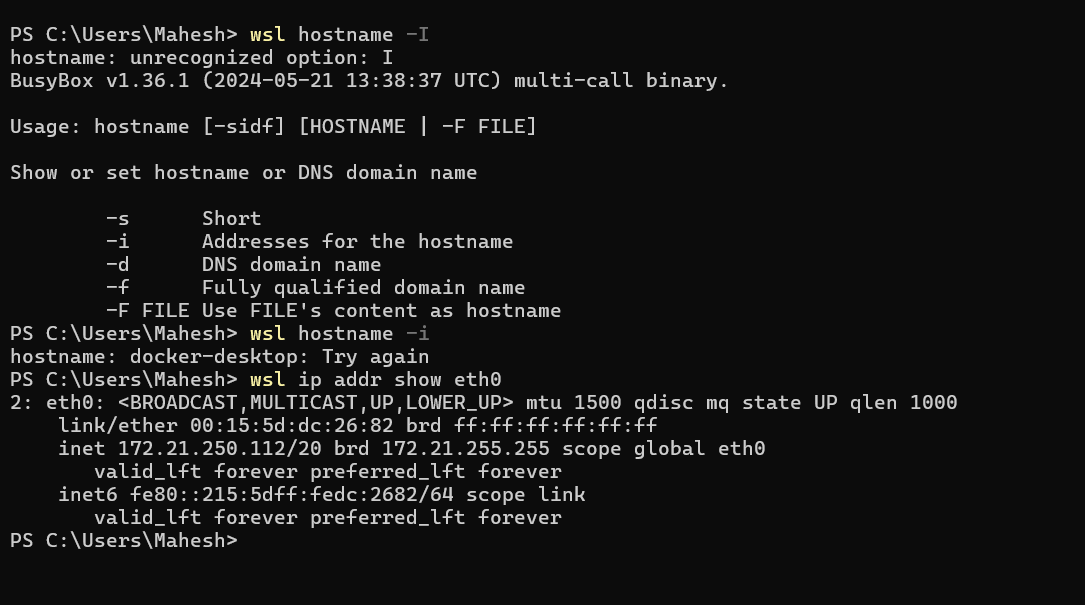 PS C:\Users\Mahesh> wsl hostname -I
hostname: unrecognized option: I
BusyBox v1.36.1 (2024-05-21 13:38:37 UTC) multi-call binary.
Usage: hostname [-sidf] [HOSTNAME | -F FILE]
Show or set hostname or DNS domain name
        -s      Short
        -i      Addresses for the hostname
        -d      DNS domain name
        -f      Fully qualified domain name
        -F FILE Use FILE's content as hostname
PS C:\Users\Mahesh> wsl hostname -i
hostname: docker-desktop: Try again
PS C:\Users\Mahesh> wsl ip addr show eth0
2: eth0: <BROADCAST,MULTICAST,UP,LOWER_UP> mtu 1500 qdisc mq state UP qlen 1000
    link/ether 00:15:5d:dc:26:82 brd ff:ff:ff:ff:ff:ff
    inet 172.21.250.112/20 brd 172.21.255.255 scope global eth0
       valid_lft forever preferred_lft forever
    inet6 fe80::215:5dff:fedc:2682/64 scope link
       valid_lft forever preferred_lft forever
PS C:\Users\Mahesh>